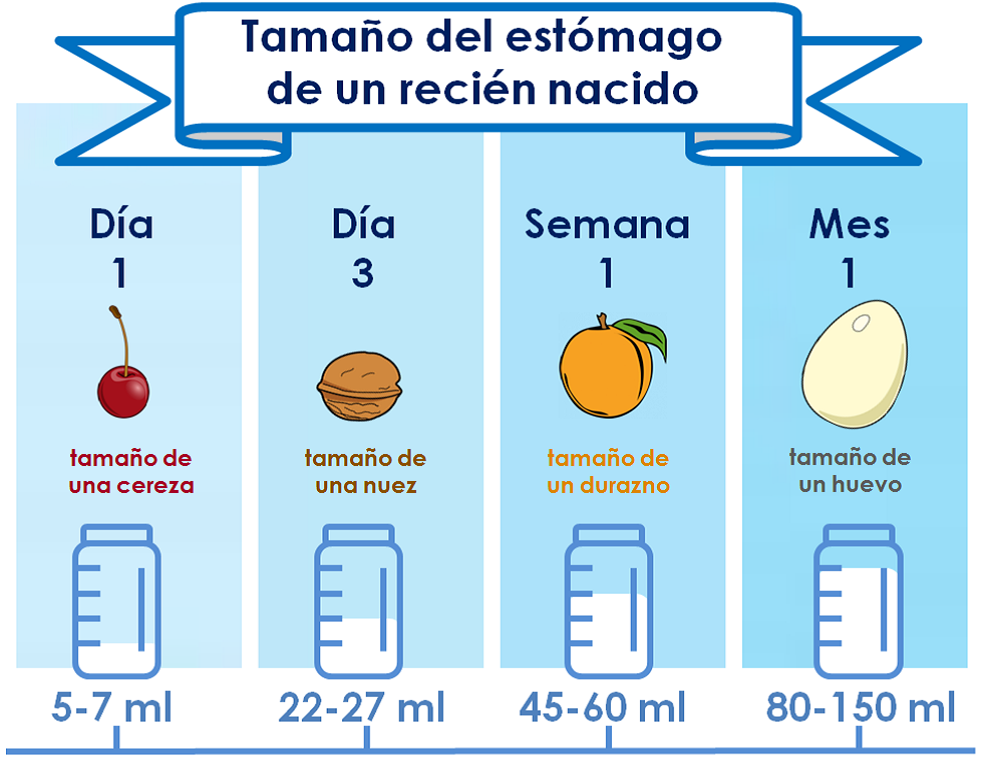 Tamaño del estómago
de un recién nacido
Día
1
tamaño de
una cereza
5-7 ml
Día
3
tamaño de
una nuez
22-27 ml
Semana
1
tamaño de
un durazno
45-60 ml
Mes
1
tamaño de
un huevo
80-150 ml